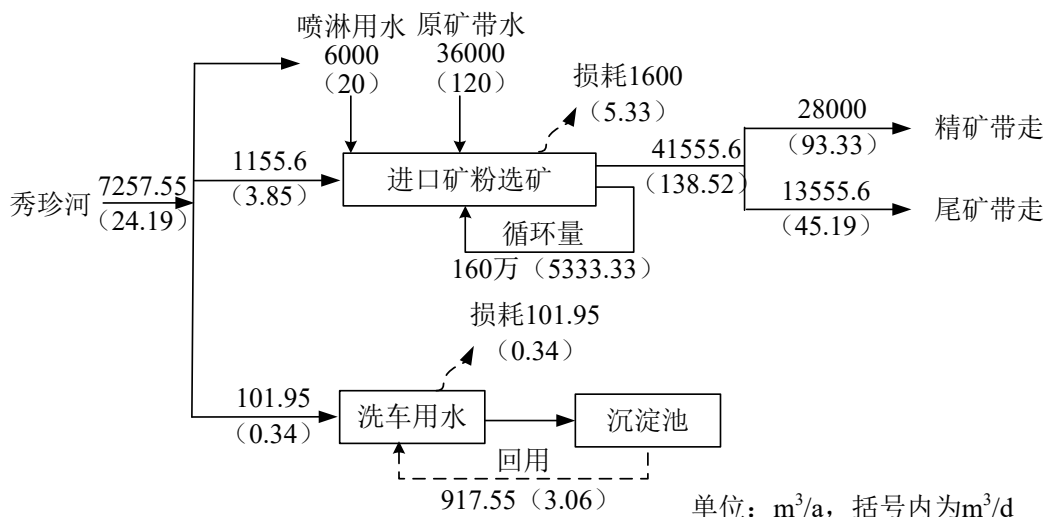 喷淋用水
6000
（20）
原矿带水
36000
（120）
损耗1600
（5.33）
28000
（93.33）
精矿带走
1155.6
（3.85）
进口矿粉选矿
41555.6
（138.52）
13555.6
（45.19）
尾矿带走
秀珍河
7257.55
（24.19）
循环量
160万（5333.33）
损耗101.95
（0.34）
101.95
（0.34）
洗车用水
沉淀池
回用
917.55（3.06）
单位：m³/a，括号内为m³/d